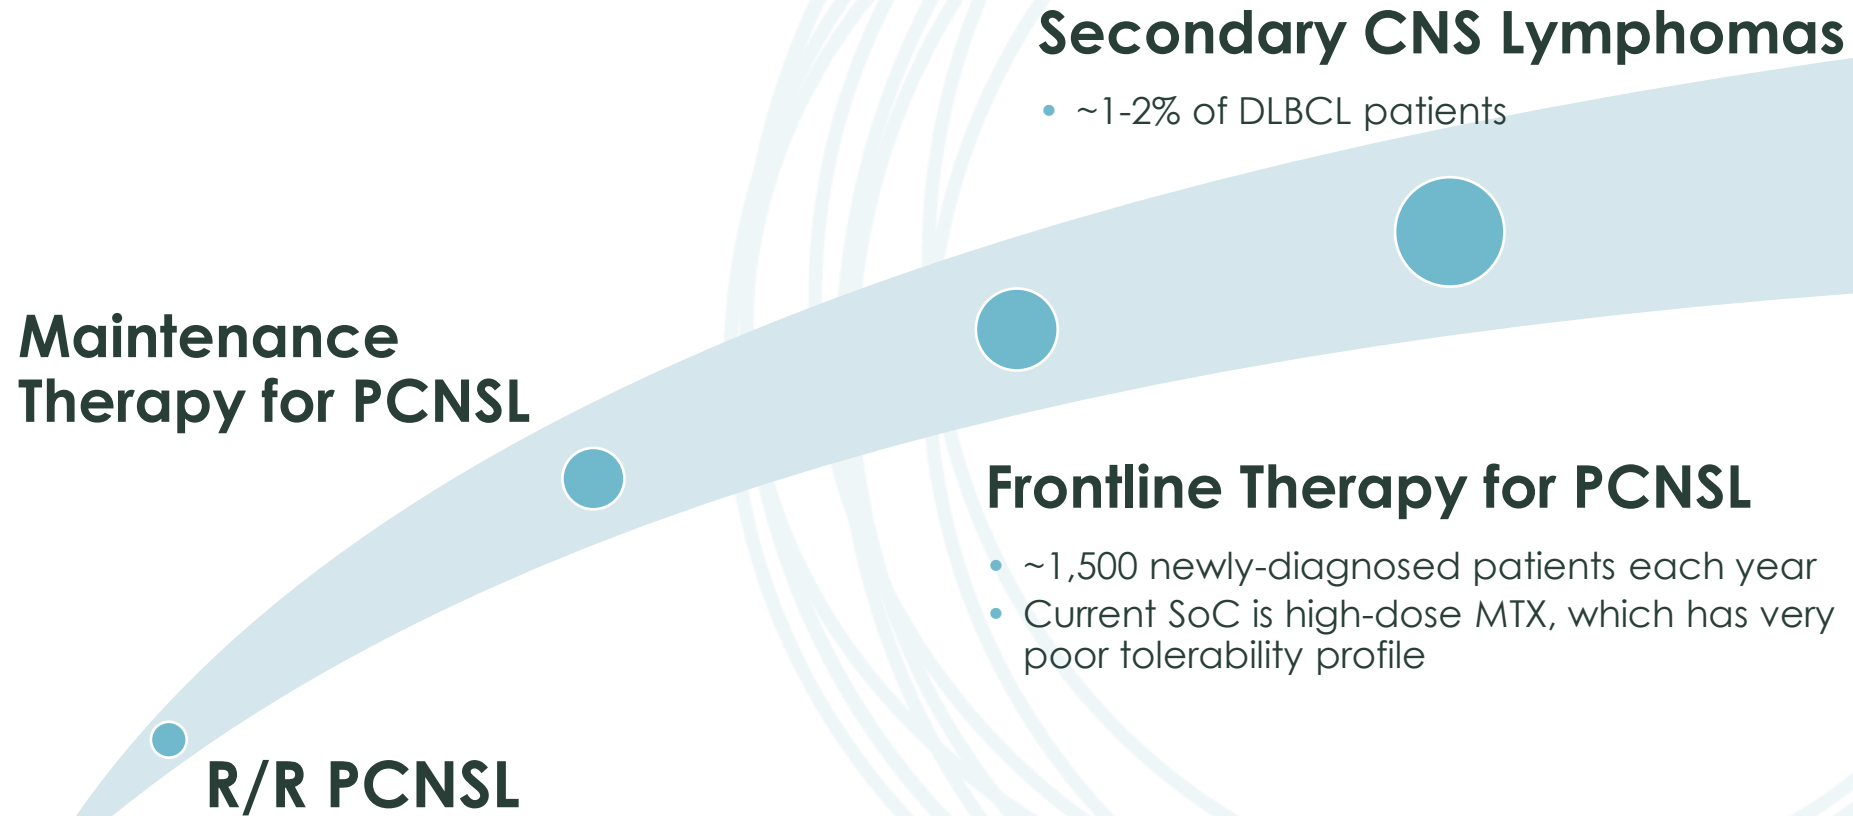 Secondary CNS Lymphomas
• ~1-2% of DLBCL patients
Maintenance
Therapy for PCNSL
Frontline Therapy for PCNSL
• ~1,500 newly-diagnosed patients each year
• Current SoC is high-dose MTX, which has very
poor tolerability profile
R/R PCNSL